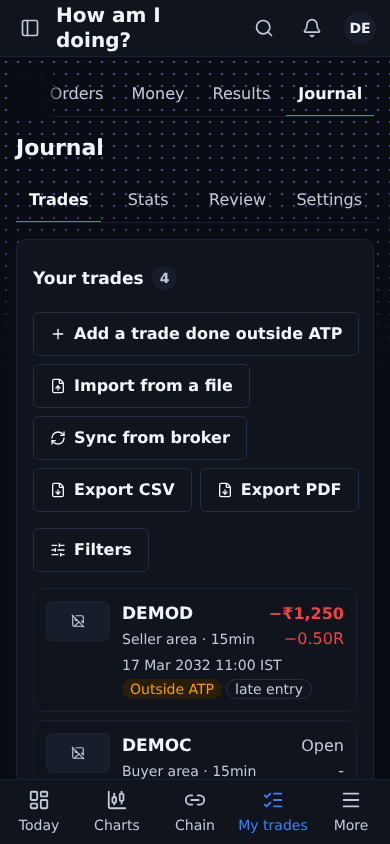 How am I
doing?
DE
Orders Money Results Journal
Journal
Trades Stats Review Settings
Your trades 4
Add a trade done outside ATP
Import from a file
Sync from broker
Export CSV Export PDF
Filters
DEMOD −₹1,250
Seller area · 15min −0.50R
17 Mar 2032 11:00 IST
Outside ATP late entry
DEMOC Open
Buyer area · 15min -
Today Charts Chain My trades More